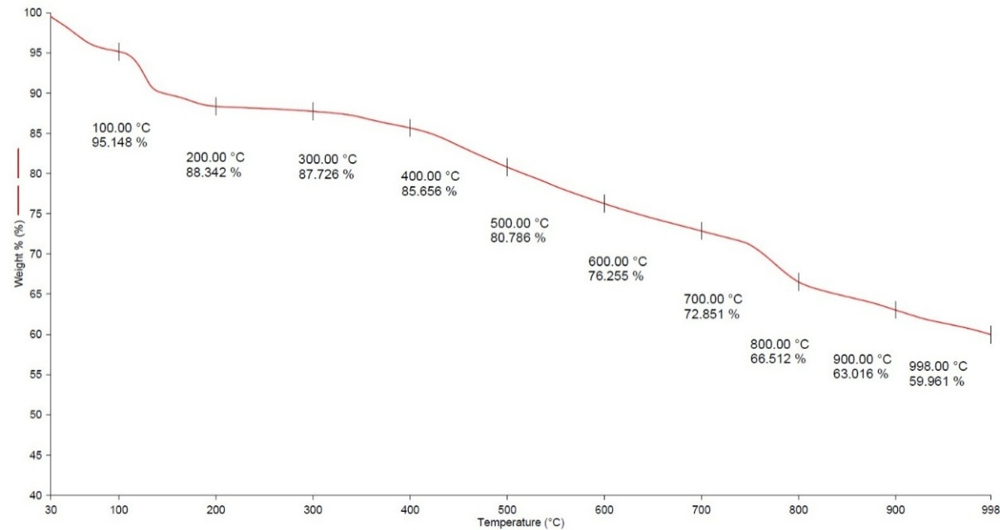 100
95
90
85
80
75
70
65
60
55
50
45
40
Weight % (%)
100.00 °C
95.148 %
200.00 °C
88.342 %
300.00 °C
87.726 %
400.00 °C
85.656 %
500.00 °C
80.786 %
600.00 °C
76.255 %
700.00 °C
72.851 %
800.00 °C
66.512 %
900.00 °C
63.016 %
998.00 °C
59.961 %
30 100 200 300 400 500 600 700 800 900 998
Temperature (°C)